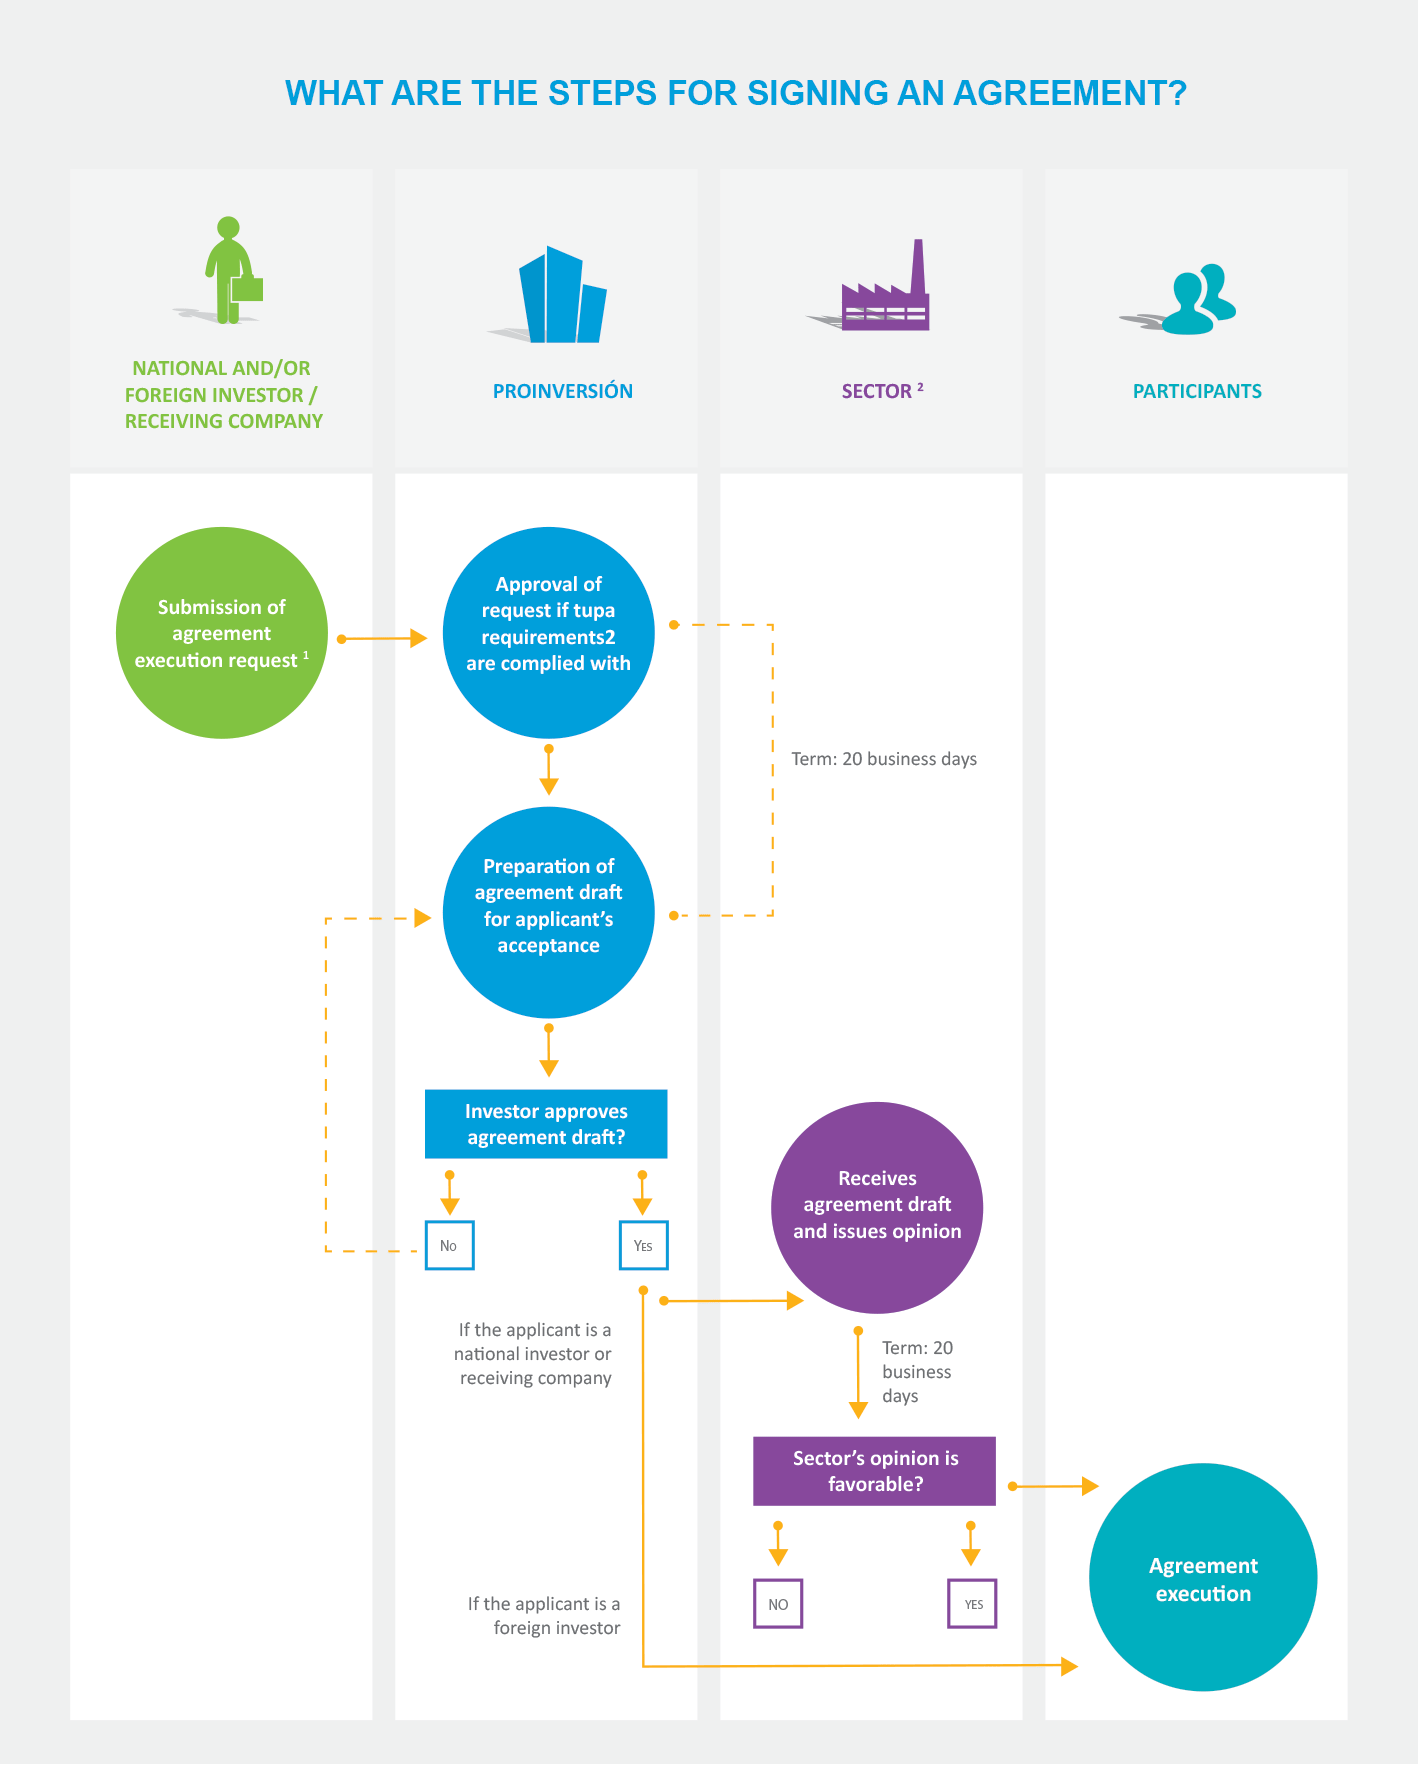 WHAT ARE THE STEPS FOR SIGNING AN AGREEMENT?
NATIONAL AND/OR
FOREIGN INVESTOR /
RECEIVING COMPANY
PROINVERSIÓN
SECTOR ²
PARTICIPANTS
Submission of
agreement
execution request ¹
Approval of
request if tupa
requirements2
are complied with
Term: 20 business days
Preparation of
agreement draft
for applicant’s
acceptance
Investor approves
agreement draft?
No
Yes
Receives
agreement draft
and issues opinion
If the applicant is a
national investor or
receiving company
Term: 20
business
days
Sector’s opinion is
favorable?
NO
YES
Agreement
execution
If the applicant is a
foreign investor